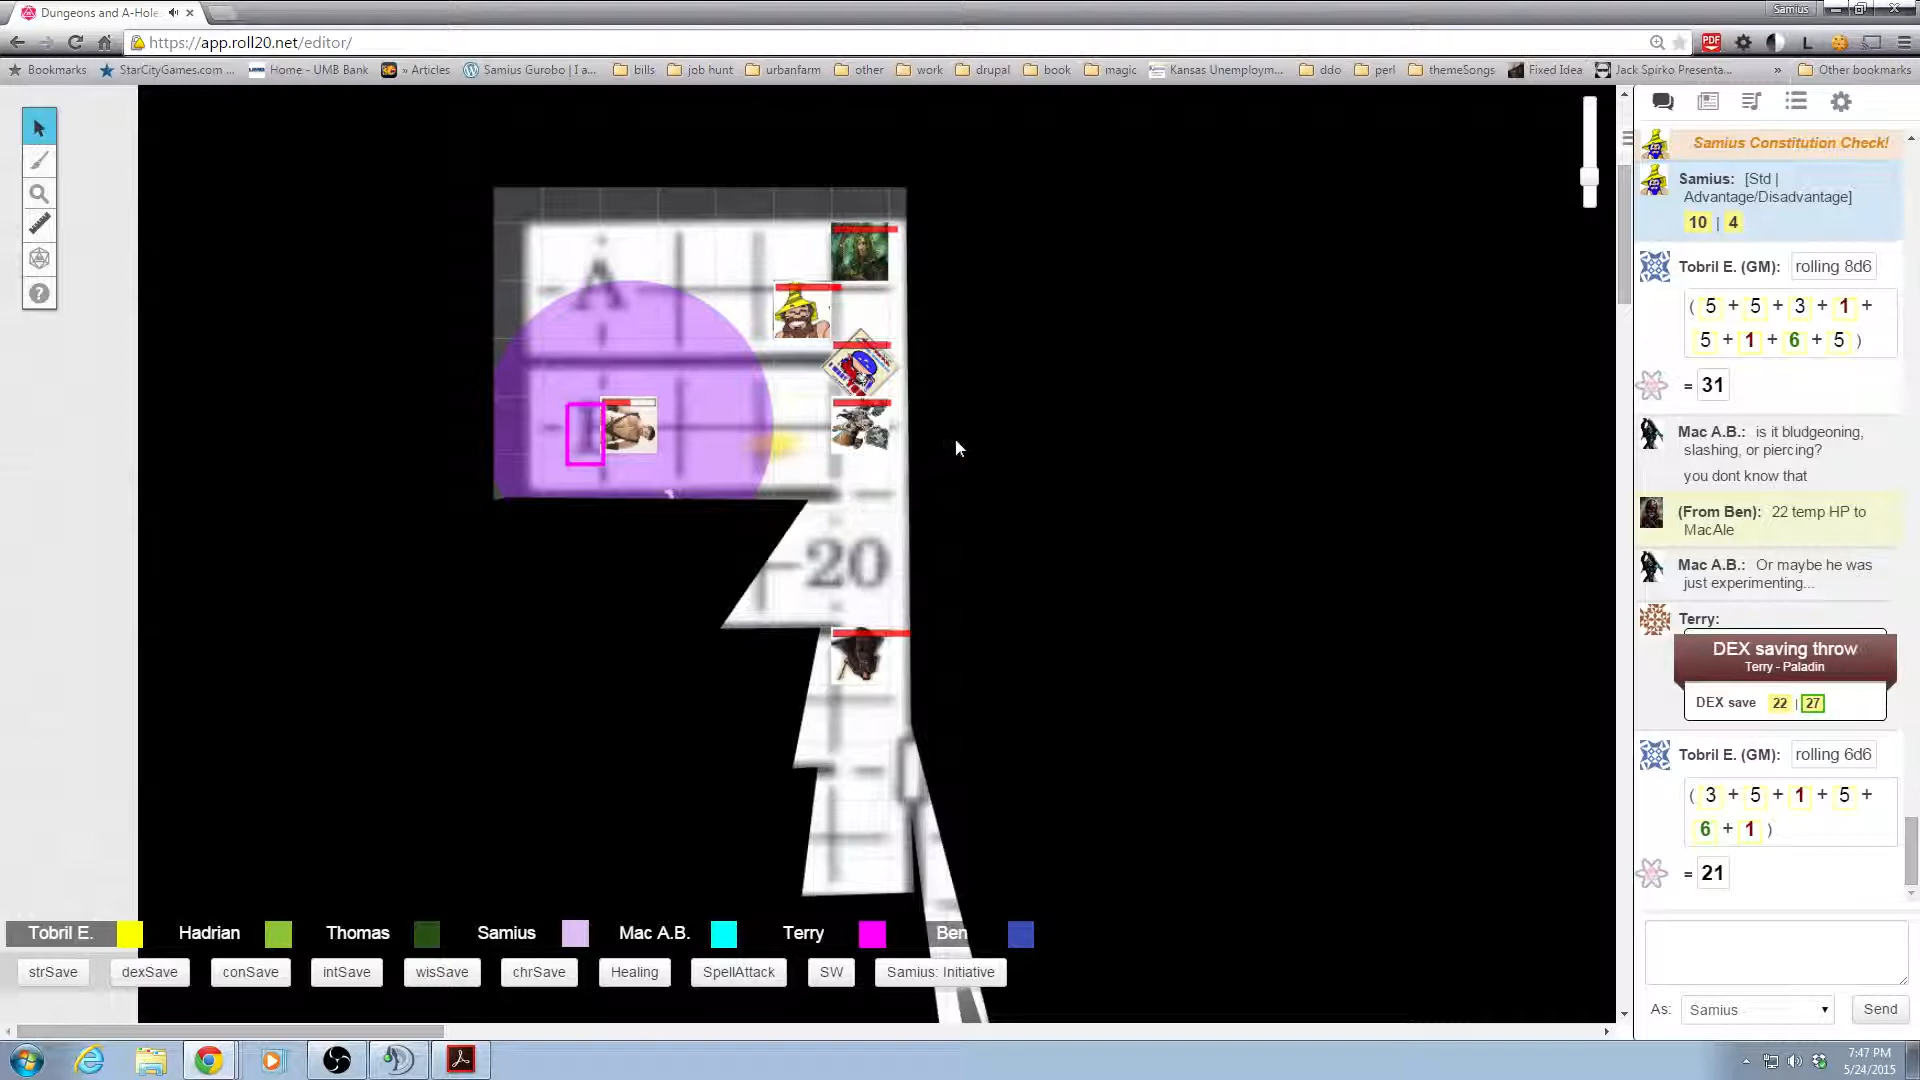 Dungeons and A-Hole
Samius
https://app.roll20.net/editor/
PDF
L
Bookmarks
StarCityGames.com ...
Home - UMB Bank
» Articles
Samius Gurobo | I a...
bills
job hunt
urbanfarm
other
work
drupal
book
magic
Kansas Unemploym...
ddo
perl
themeSongs
Fixed Idea
Jack Spirko Presenta...
»
Other bookmarks
Samius Constitution Check!
Samius: [Std |
Advantage/Disadvantage]
10 | 4
Tobril E. (GM): rolling 8d6
(5 + 5 + 3 + 1 +
5 + 1 + 6 + 5)
= 31
Mac A.B.: is it bludgeoning,
slashing, or piercing?
you dont know that
(From Ben): 22 temp HP to
MacAle
Mac A.B.: Or maybe he was
just experimenting...
Terry:
DEX saving throw
Terry - Paladin
DEX save 22 | 27
Tobril E. (GM): rolling 6d6
(3 + 5 + 1 + 5 +
6 + 1)
= 21
A
20
Tobril E.
Hadrian
Thomas
Samius
Mac A.B.
Terry
Ben
strSave
dexSave
conSave
intSave
wisSave
chrSave
Healing
SpellAttack
SW
Samius: Initiative
As: Samius
Send
7:47 PM
5/24/2015